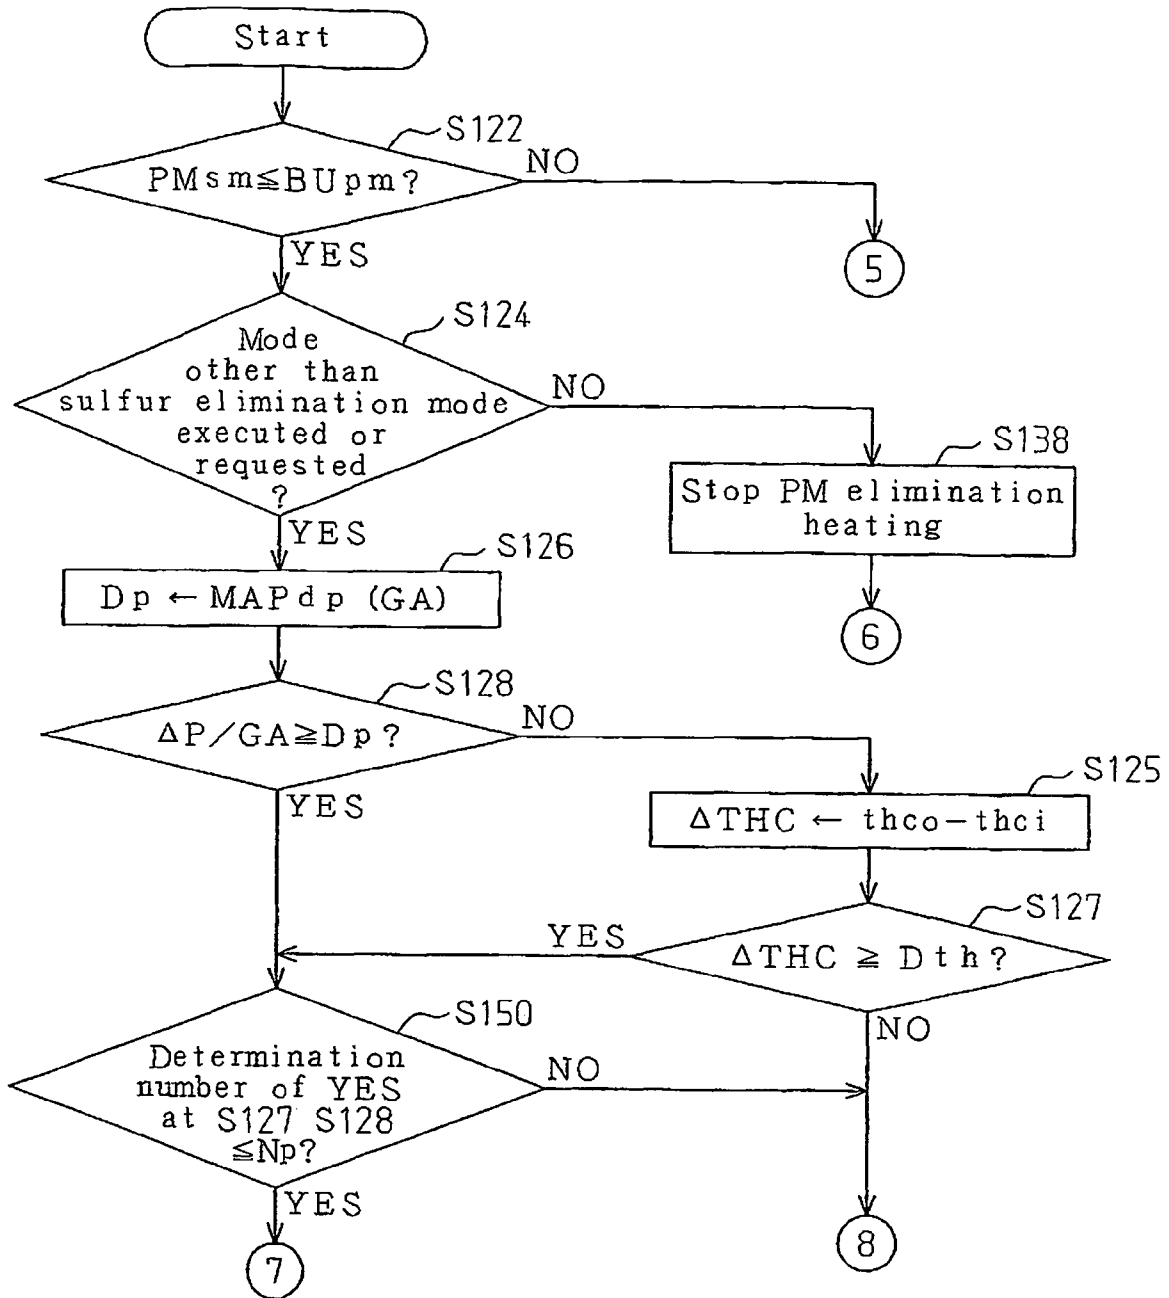 Start
S122
PMsm≦BUpm?
NO
YES
5
S124
Mode
other than
sulfur elimination mode
executed or
requested
?
NO
YES
S138
Stop PM elimination
heating
6
S126
Dp ← MAPdp (GA)
S128
ΔP/GA≧Dp?
NO
YES
S125
ΔTHC ← thco-thci
S127
ΔTHC ≧ Dth?
YES
NO
S150
Determination
number of YES
at S127 S128
≦Np?
NO
YES
7
8